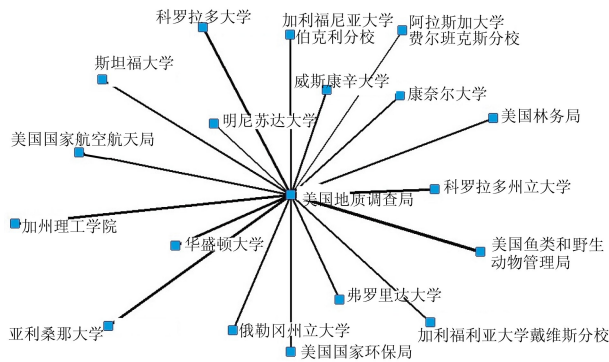 科罗拉多大学
加利福尼亚大学
伯克利分校
阿拉斯加大学
费尔班克斯分校
斯坦福大学
威斯康辛大学
康奈尔大学
明尼苏达大学
美国林务局
美国国家航空航天局
科罗拉多州立大学
美国地质调查局
加州理工学院
华盛顿大学
美国鱼类和野生
动物管理局
弗罗里达大学
亚利桑那大学
俄勒冈州立大学
加利福利亚大学戴维斯分校
美国国家环保局